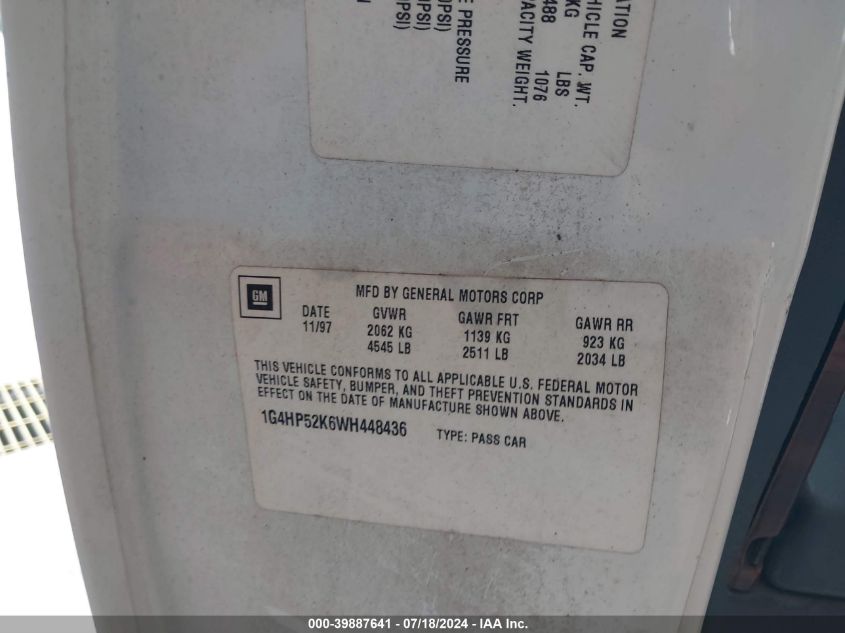 ATION
HICLE CAP. WT.
KG LBS
488 1076
PACITY WEIGHT.
E PRESSURE
PSI)
PSI)
PSI)
GM
MFD BY GENERAL MOTORS CORP
DATE GVWR GAWR FRT GAWR RR
11/97 2062 KG 1139 KG 923 KG
4545 LB 2511 LB 2034 LB
THIS VEHICLE CONFORMS TO ALL APPLICABLE U.S. FEDERAL MOTOR
VEHICLE SAFETY, BUMPER, AND THEFT PREVENTION STANDARDS IN
EFFECT ON THE DATE OF MANUFACTURE SHOWN ABOVE.
1G4HP52K6WH448436 TYPE: PASS CAR
000-39887641 - 07/18/2024 - IAAI Inc.